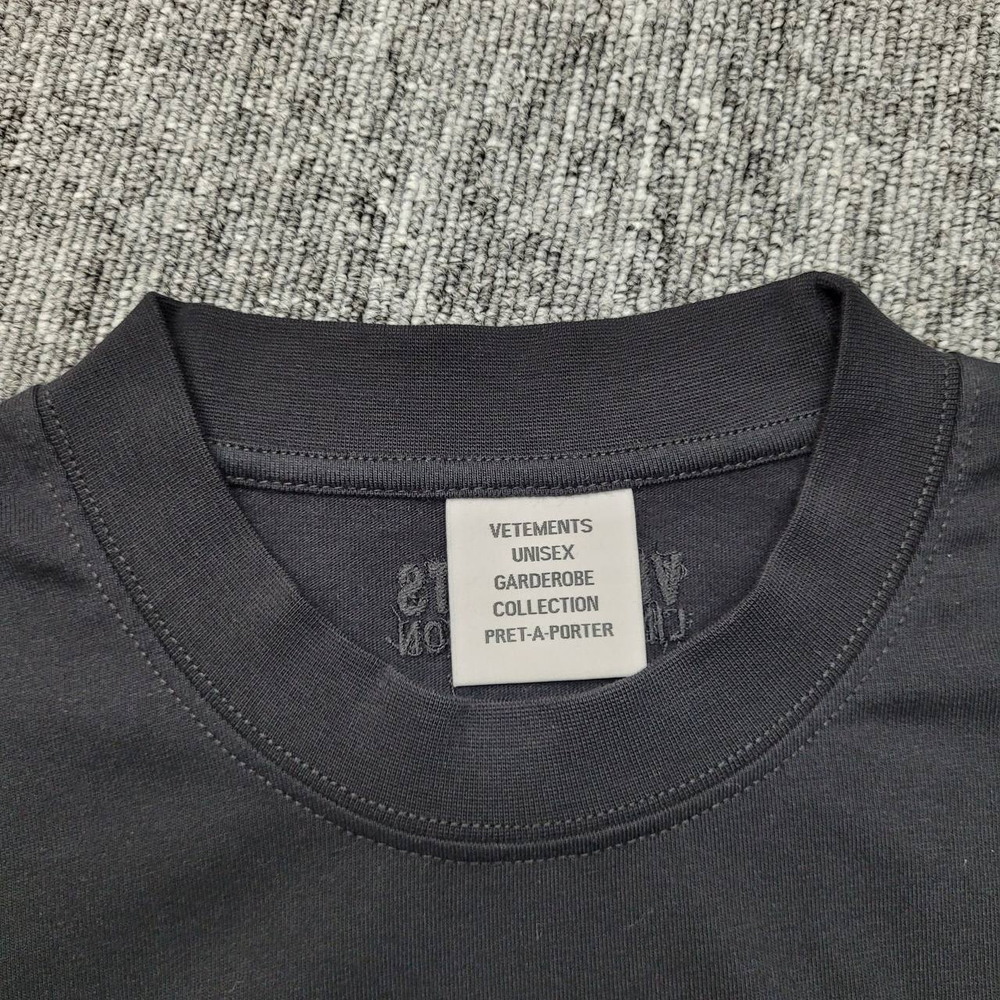 VETEMENTS
UNISEX
GARDEROBE
COLLECTION
PRET-A-PORTER